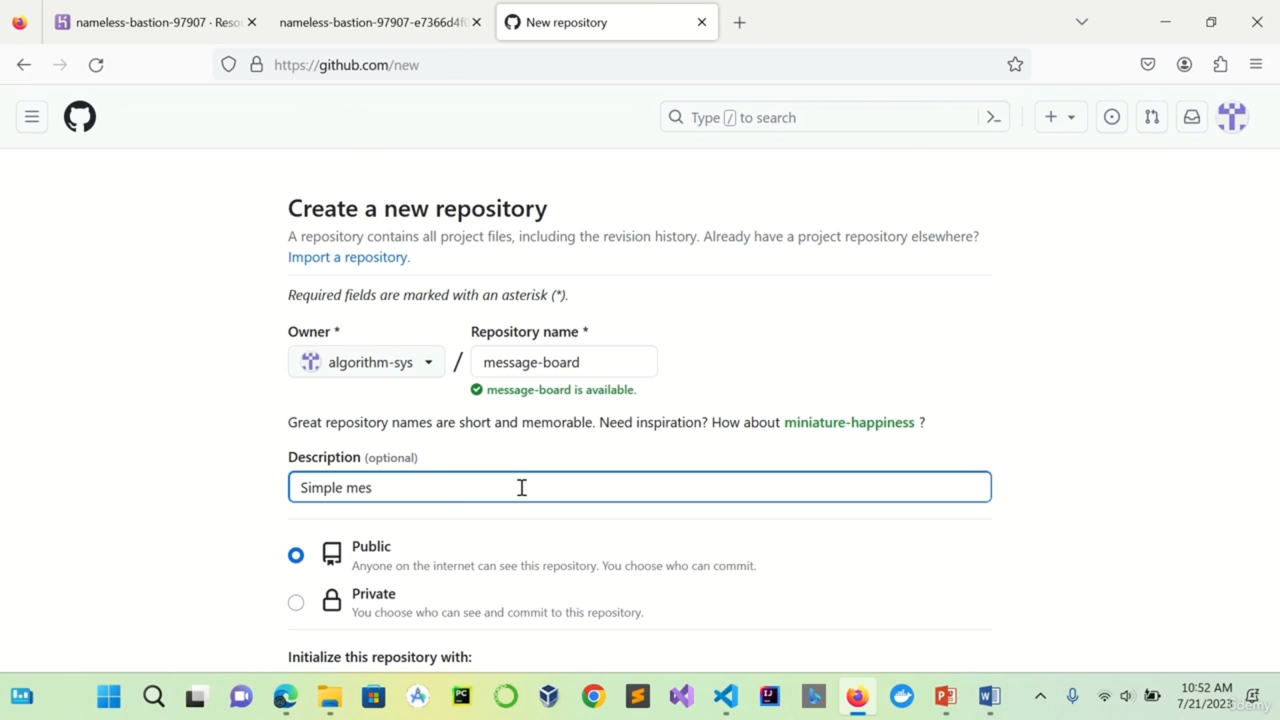 nameless-bastion-97907 · Reso
nameless-bastion-97907-e7366d4f0
New repository
https://github.com/new
Type / to search
Create a new repository
A repository contains all project files, including the revision history. Already have a project repository elsewhere?
Import a repository.
Required fields are marked with an asterisk (*).
Owner *
Repository name *
algorithm-sys
/
message-board
message-board is available.
Great repository names are short and memorable. Need inspiration? How about miniature-happiness ?
Description (optional)
Simple mes
Public
Anyone on the internet can see this repository. You choose who can commit.
Private
You choose who can see and commit to this repository.
Initialize this repository with:
PC
10:52 AM
7/21/2023
Udemy